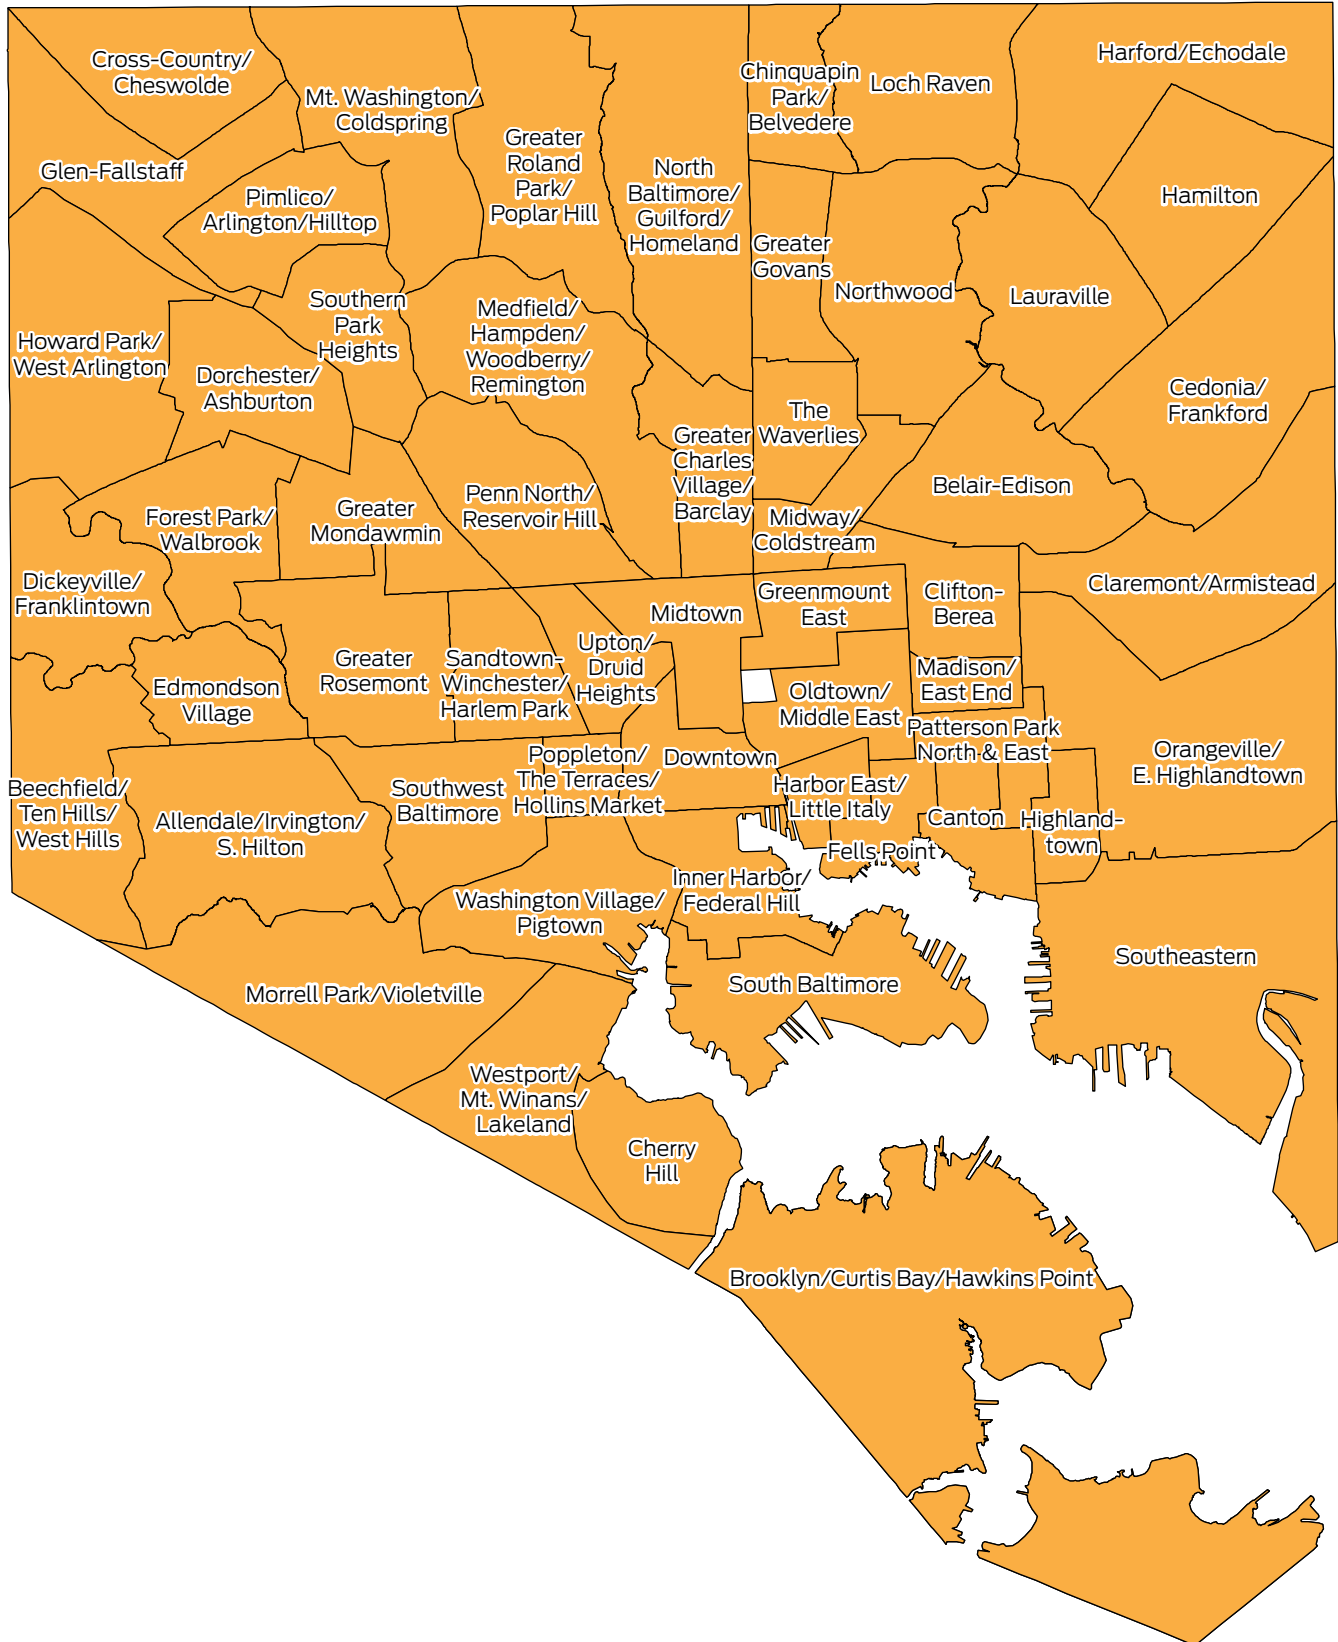 Cross-Country/
Cheswolde
Mt. Washington/
Coldspring
Greater
Roland
Park/
Poplar Hill
North
Baltimore/
Guilford/
Homeland
Chinquapin
Park/
Belvedere
Loch Raven
Harford/Echodale
Glen-Fallstaff
Pimlico/
Arlington/Hilltop
Hamilton
Greater
Govans
Northwood
Lauraville
Southern
Park
Heights
Medfield/
Hampden/
Woodberry/
Remington
Howard Park/
West Arlington
Dorchester/
Ashburton
Cedonia/
Frankford
The
Waverlies
Greater
Charles
Village/
Barclay
Belair-Edison
Penn North/
Reservoir Hill
Greater
Mondawmin
Forest Park/
Walbrook
Midway/
Coldstream
Dickeyville/
Franklintown
Claremont/Armistead
Greenmount
East
Clifton-
Berea
Midtown
Upton/
Druid
Heights
Greater
Rosemont
Sandtown-
Winchester/
Harlem Park
Madison/
East End
Edmondson
Village
Oldtown/
Middle East
Patterson Park
North & East
Orangeville/
E. Highlandtown
Downtown
Poppleton/
The Terraces/
Hollins Market
Southwest
Baltimore
Beechfield/
Ten Hills/
West Hills
Harbor East/
Little Italy
Canton
Highland-
town
Allendale/Irvington/
S. Hilton
Fells Point
Inner Harbor/
Federal Hill
Washington Village/
Pigtown
Southeastern
South Baltimore
Morrell Park/Violetville
Westport/
Mt. Winans/
Lakeland
Cherry
Hill
Brooklyn/Curtis Bay/Hawkins Point